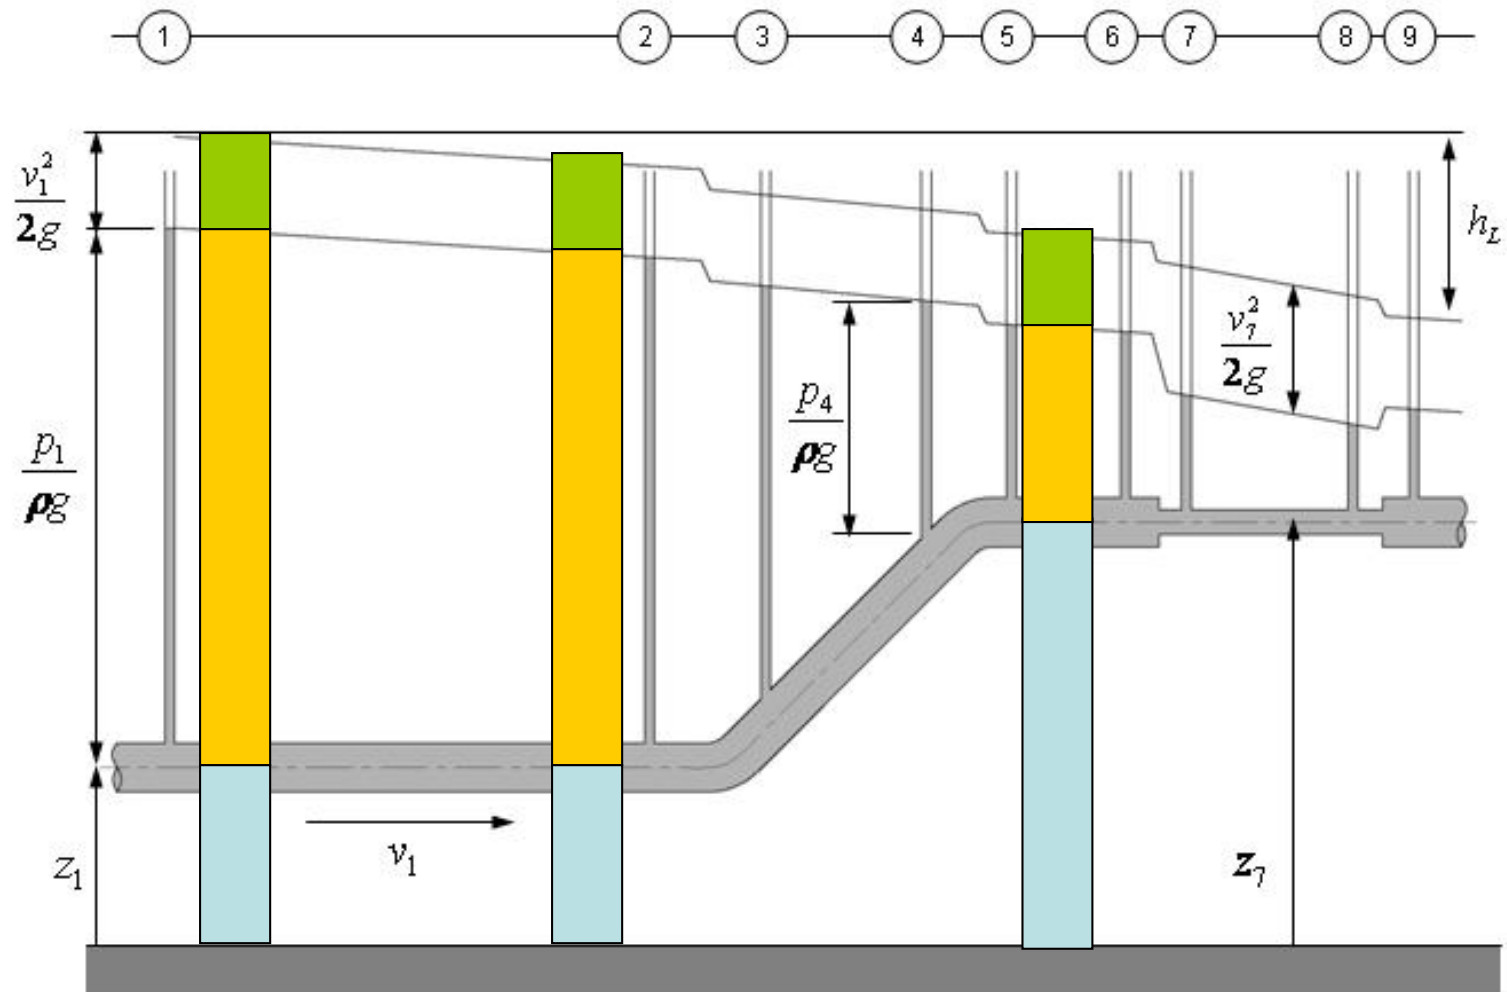 1 2 3 4 5 6 7 8 9
v₁²
2g
h_L
v₇²
2g
p₄
ρg
p₁
ρg
v₁
z₁
z₇